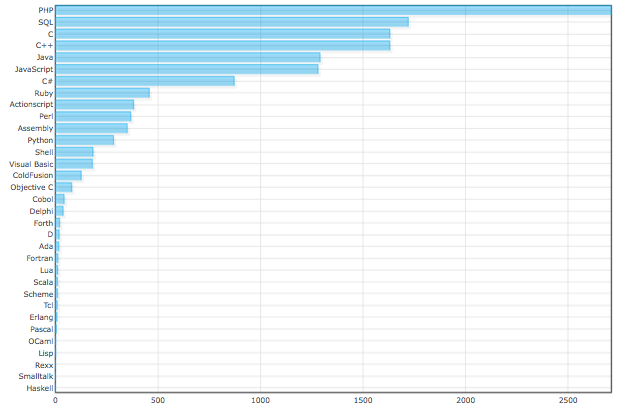 PHP
SQL
C
C++
Java
JavaScript
C#
Ruby
Actionscript
Perl
Assembly
Python
Shell
Visual Basic
ColdFusion
Objective C
Cobol
Delphi
Forth
D
Ada
Fortran
Lua
Scala
Scheme
Tcl
Erlang
Pascal
OCaml
Lisp
Rexx
Smalltalk
Haskell
0 500 1000 1500 2000 2500